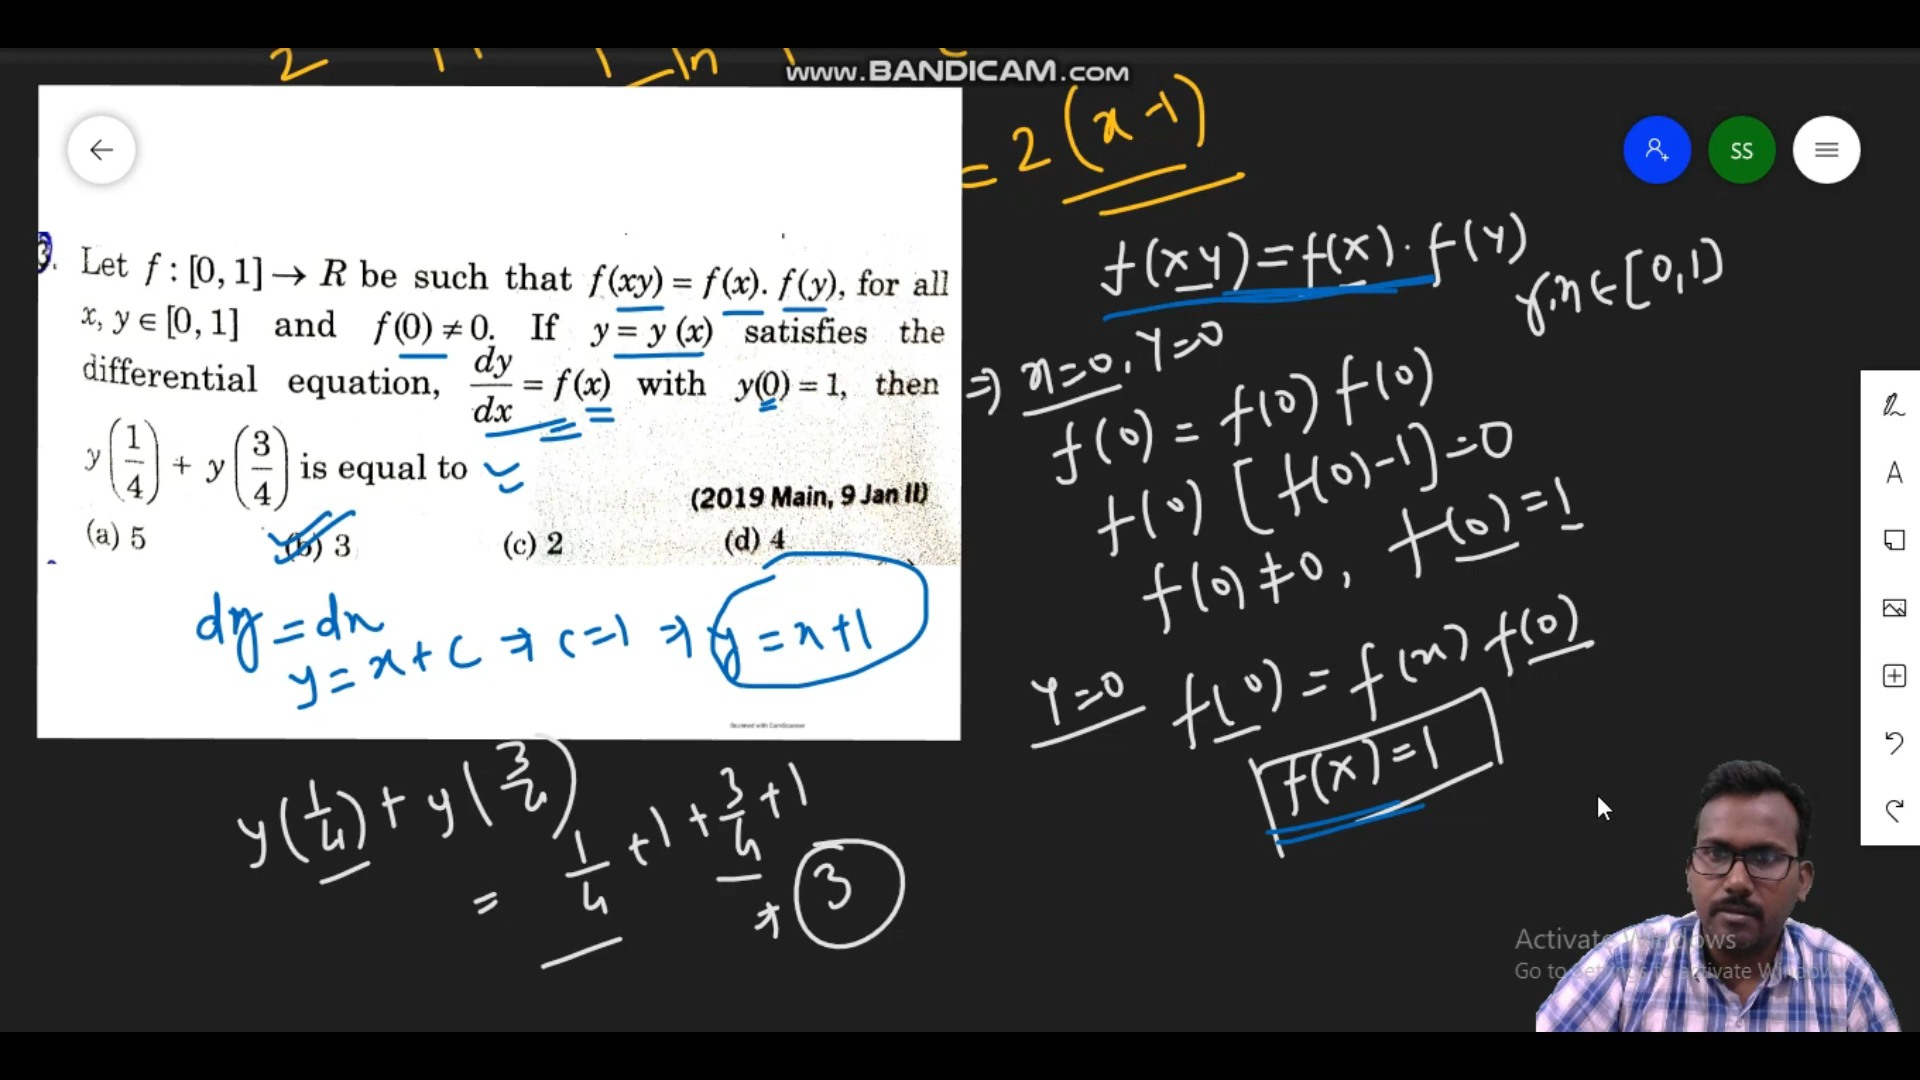 www.BANDICAM.com
= 2 (x-1)
SS
3. Let f : [0, 1] → R be such that f(xy) = f(x). f(y), for all
x, y ∈ [0, 1] and f(0) ≠ 0. If y = y (x) satisfies the
differential equation, dy/dx = f(x) with y(0) = 1, then
y(1/4) + y(3/4) is equal to
(2019 Main, 9 Jan II)
(a) 5 (b) 3 (c) 2 (d) 4
dy = dx
y = x + C ⇒ C=1 ⇒ y = x+1
Scanned with CamScanner
y(1/4) + y(3/4)
= 1/4 + 1 + 3/4 + 1
⇒ 3
f(xy) = f(x) · f(y)
y, x ∈ [0,1]
⇒ x=0, y=0
f(0) = f(0) f(0)
f(0) [f(0)-1] = 0
f(0) ≠ 0, f(0) = 1
y=0 f(0) = f(x) f(0)
f(x) = 1
A
Activate Windows